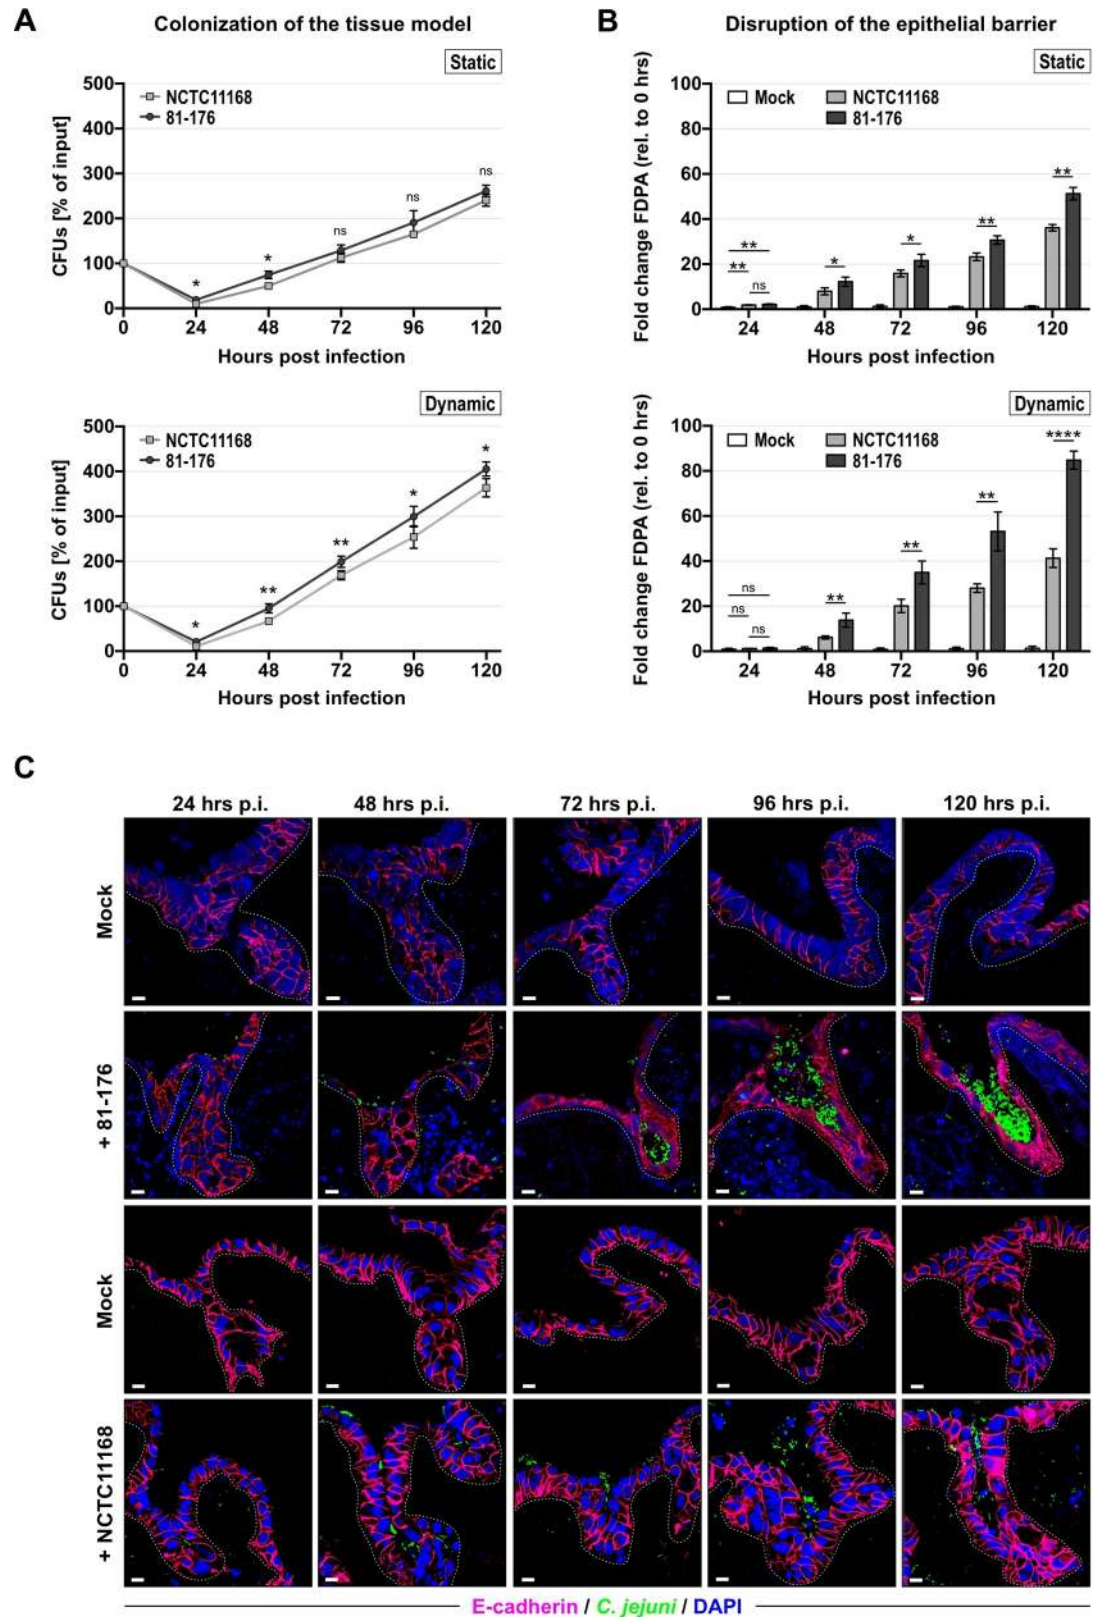 A
Colonization of the tissue model
Static
CFUs [% of input]
500
400
300
200
100
0
NCTC11168
81-176
*
*
ns
ns
ns
0 24 48 72 96 120
Hours post infection
Dynamic
CFUs [% of input]
500
400
300
200
100
0
NCTC11168
81-176
*
**
**
*
*
0 24 48 72 96 120
Hours post infection
B
Disruption of the epithelial barrier
Static
Fold change FDPA (rel. to 0 hrs)
100
80
60
40
20
0
Mock NCTC11168
81-176
**
**
ns
*
*
**
**
24 48 72 96 120
Hours post infection
Dynamic
Fold change FDPA (rel. to 0 hrs)
100
80
60
40
20
0
Mock NCTC11168
81-176
ns
ns
ns
**
**
**
****
24 48 72 96 120
Hours post infection
C
24 hrs p.i. 48 hrs p.i. 72 hrs p.i. 96 hrs p.i. 120 hrs p.i.
Mock
+ 81-176
Mock
+ NCTC11168
E-cadherin / C. jejuni / DAPI